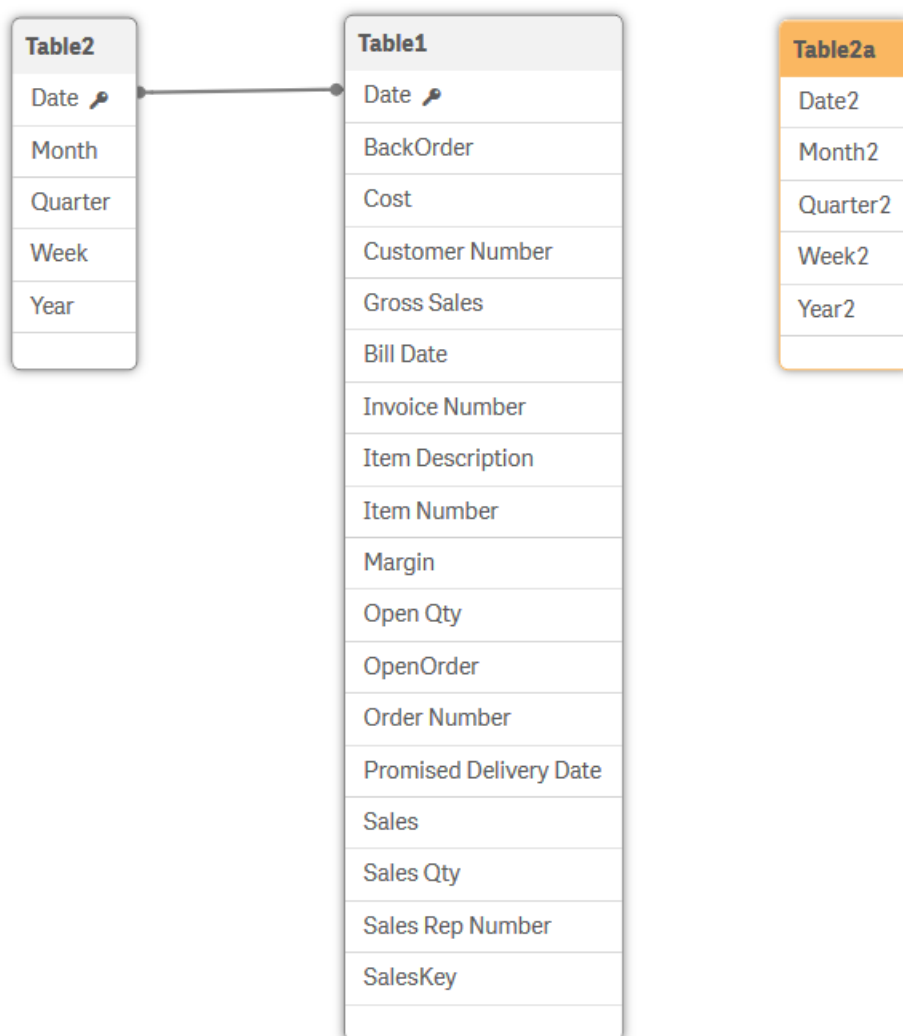 Table2
Date
Month
Quarter
Week
Year
Table1
Date
BackOrder
Cost
Customer Number
Gross Sales
Bill Date
Invoice Number
Item Description
Item Number
Margin
Open Qty
OpenOrder
Order Number
Promised Delivery Date
Sales
Sales Qty
Sales Rep Number
SalesKey
Table2a
Date2
Month2
Quarter2
Week2
Year2